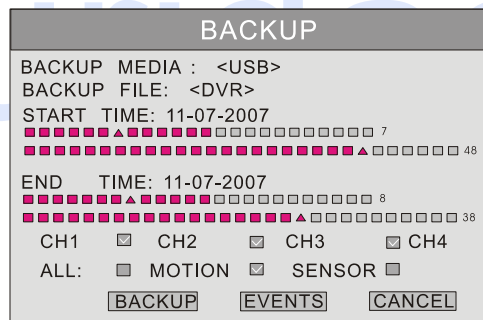 BACKUP
BACKUP MEDIA : <USB>
BACKUP FILE: <DVR>
START TIME: 11-07-2007
7
48
END TIME: 11-07-2007
8
38
CH1 CH2 CH3 CH4
ALL: MOTION SENSOR
BACKUP EVENTS CANCEL